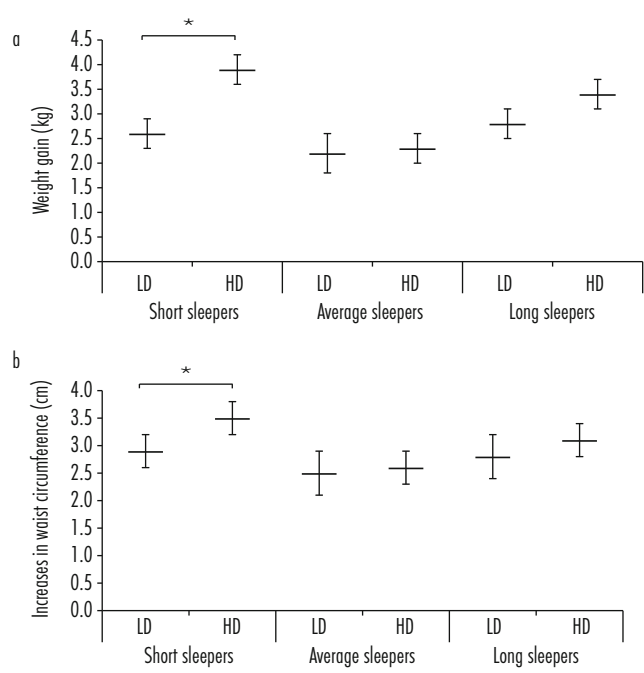 a
*
Weight gain (kg)
4.5
4.0
3.5
3.0
2.5
2.0
1.5
1.0
0.5
0.0
LD HD LD HD LD HD
Short sleepers Average sleepers Long sleepers
b
*
Increases in waist circumference (cm)
4.0
3.5
3.0
2.5
2.0
1.5
1.0
0.5
0.0
LD HD LD HD LD HD
Short sleepers Average sleepers Long sleepers